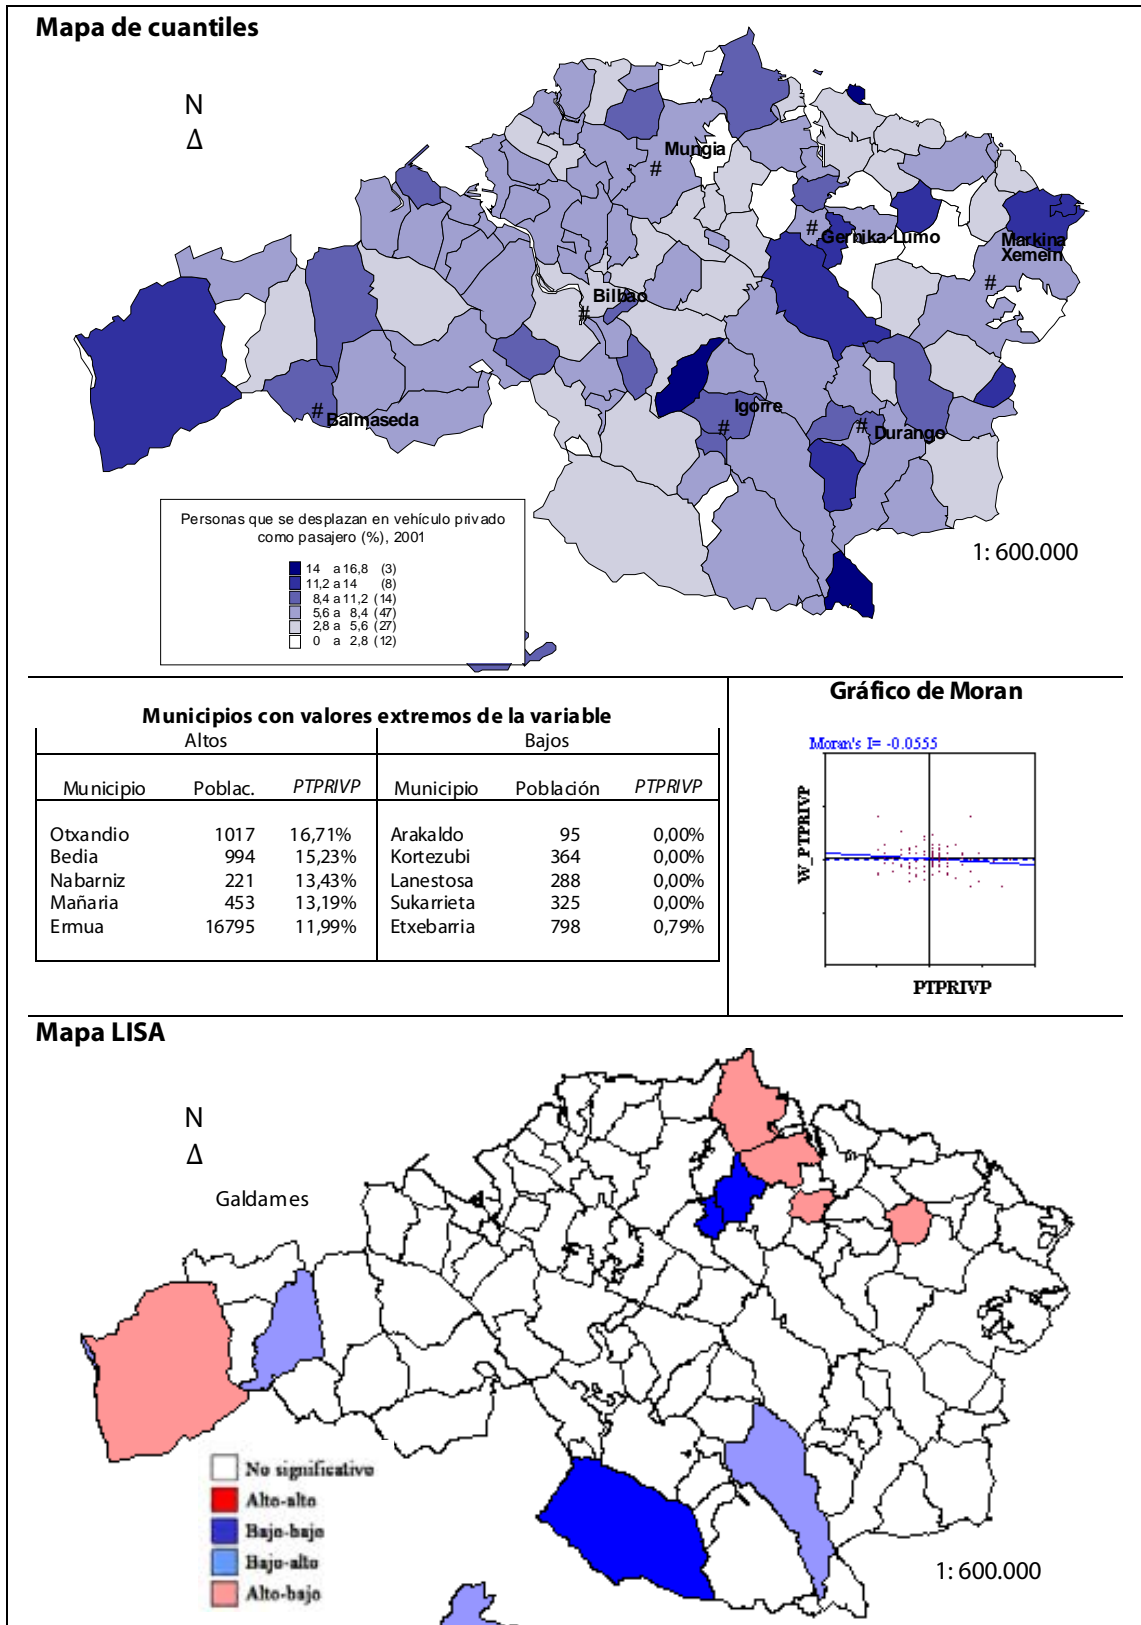 Mapa de cuantiles
N
Δ
Mungia
#
#
Gernika-Lumo
Markina
Xemein
#
Bilbao
#
Igorre
#
#
Durango
#
Balmaseda
Personas que se desplazan en vehículo privado
como pasajero (%), 2001
14 a 16,8 (3)
11,2 a 14 (8)
8,4 a 11,2 (14)
5,6 a 8,4 (47)
2,8 a 5,6 (27)
0 a 2,8 (12)
1: 600.000
Municipios con valores extremos de la variable
Altos Bajos
Municipio Poblac. PTPRIVP Municipio Población PTPRIVP
Otxandio 1017 16,71% Arakaldo 95 0,00%
Bedia 994 15,23% Kortezubi 364 0,00%
Nabarniz 221 13,43% Lanestosa 288 0,00%
Mañaria 453 13,19% Sukarrieta 325 0,00%
Ermua 16795 11,99% Etxebarria 798 0,79%
Gráfico de Moran
Moran's I= -0.0555
W_PTPRIVP
PTPRIVP
Mapa LISA
N
Δ
Galdames
No significativo
Alto-alto
Bajo-bajo
Bajo-alto
Alto-bajo
1: 600.000